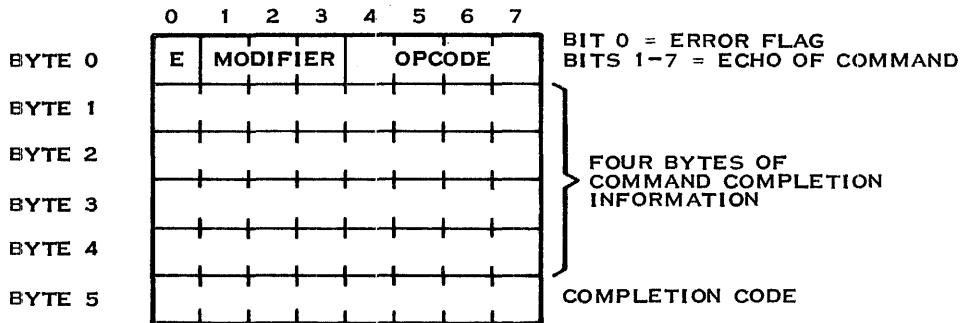 0 1 2 3 4 5 6 7
BYTE 0 E MODIFIER OPCODE BIT 0 = ERROR FLAG
BITS 1-7 = ECHO OF COMMAND
BYTE 1
BYTE 2
FOUR BYTES OF
COMMAND COMPLETION
INFORMATION
BYTE 3
BYTE 4
BYTE 5 COMPLETION CODE